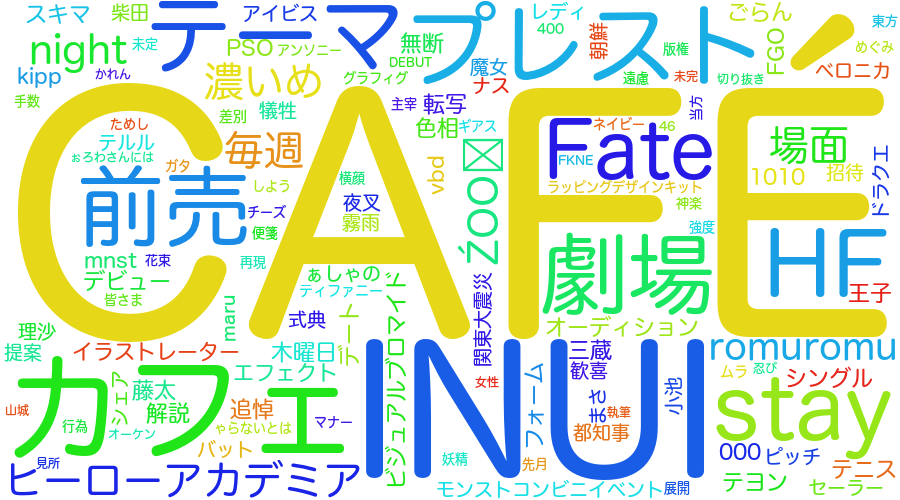 スキマ
柴田
テーマ
アイビス
プレスト
レディ
400
ごらん
東方
未定
night
PSO
アンソニー
無断
DEBUT
朝鮮
版権
FGO
めぐみ
kipp
かれん
濃いめ
グラフィグ
魔女
ナス
遠慮
未完
切り抜き
ベロニカ
手数
差別
犠牲
主宰
転写
当方
CAFE
ためし
テルル
毎週
色相
ギアス
Fate
ネイビー
46
場面
ぉろわさんには
ガタ
vbd
FKNE
ドラクエ
前売
しよう
横顔
ラッピングデザインキット
1010
招待
チーズ
夜叉
神楽
便箋
霧雨
強度
mnst
花束
再現
ぁしゃの
劇場
HF
デビュー
ティファニー
王子
皆さま
maru
式典
デート
ビジュアルブロマイド
関東大震災
オーディション
理沙
提案
イラストレーター
木曜日
INUI
三蔵
romuromu
カフェ
シェア
藤太
エフェクト
歓喜
ムラ
忍び
シングル
山城
行為
解説
追悼
女性
フォーム
まさ
執筆
小池
stay
オーケン
ゃらないとは
マナー
都知事
バット
000
ピッチ
ヒーローアカデミア
見所
妖精
先月
テニス
モンストコンビニイベント
展開
テヨン
セーラー